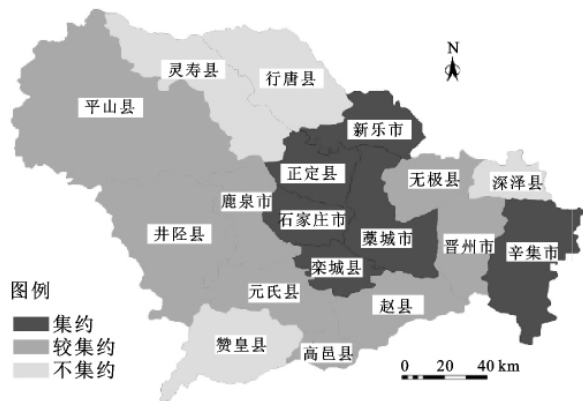 N
灵寿县
行唐县
平山县
新乐市
正定县
无极县
深泽县
鹿泉市
石家庄市
井陉县
藁城市
晋州市
辛集市
栾城县
元氏县
赵县
赞皇县
高邑县
图例
集约
较集约
不集约
0 20 40 km